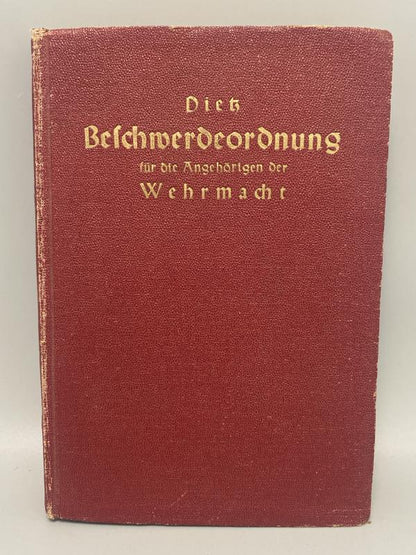 Dietz
Beſchwerdeordnung
für die Angehörigen der
Wehrmacht